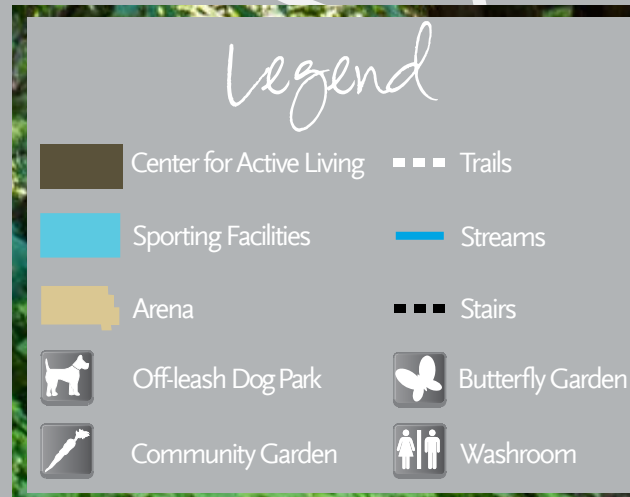 Legend
Center for Active Living
Trails
Sporting Facilities
Streams
Arena
Stairs
Off-leash Dog Park
Butterfly Garden
Community Garden
Washroom